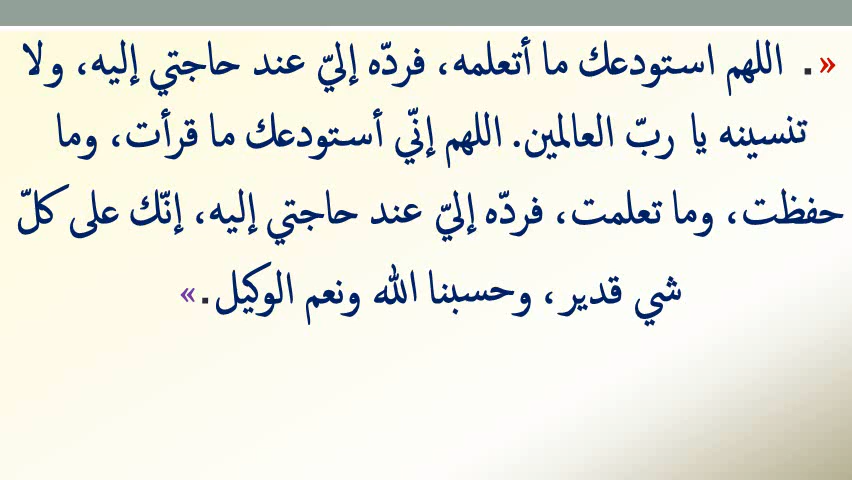 «. اللهم استودعك ما أتعلمه، فردّه إليّ عند حاجتي إليه، ولا
تنسينه يا ربّ العالمين. اللهم إنّي أستودعك ما قرأت، وما
حفظت، وما تعلمت، فردّه إليّ عند حاجتي إليه، إنّك على كلّ
شي قدير، وحسبنا الله ونعم الوكيل.»